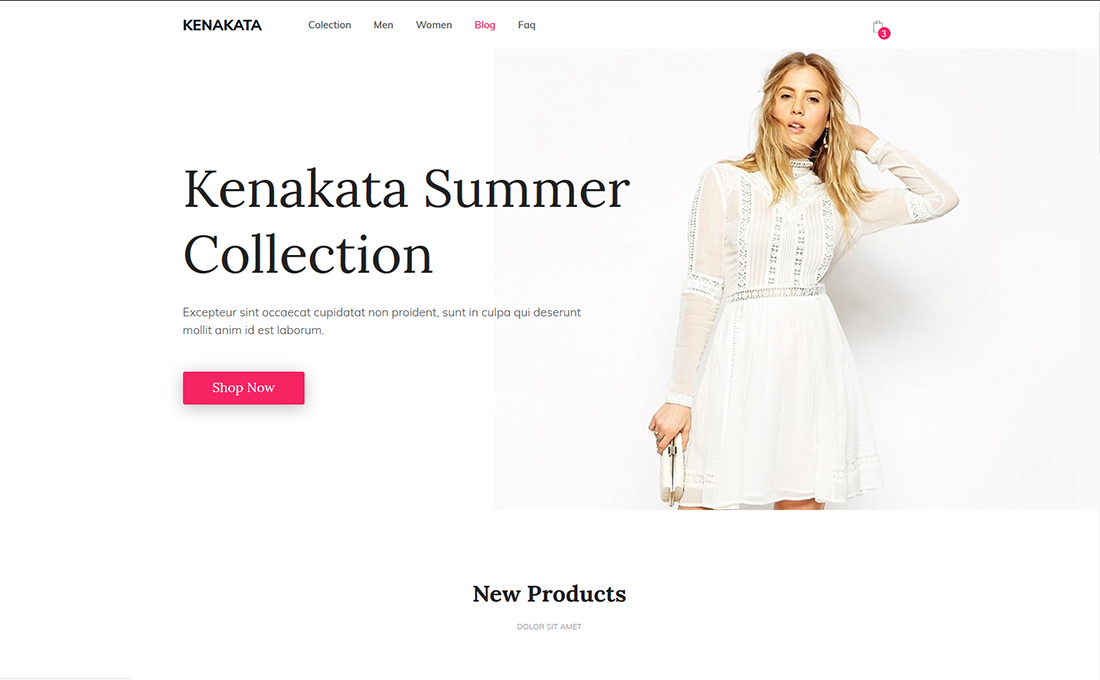 KENAKATA Colection Men Women Blog Faq
3
Kenakata Summer
Collection
Excepteur sint occaecat cupidatat non proident, sunt in culpa qui deserunt
mollit anim id est laborum.
Shop Now
New Products
DOLOR SIT AMET